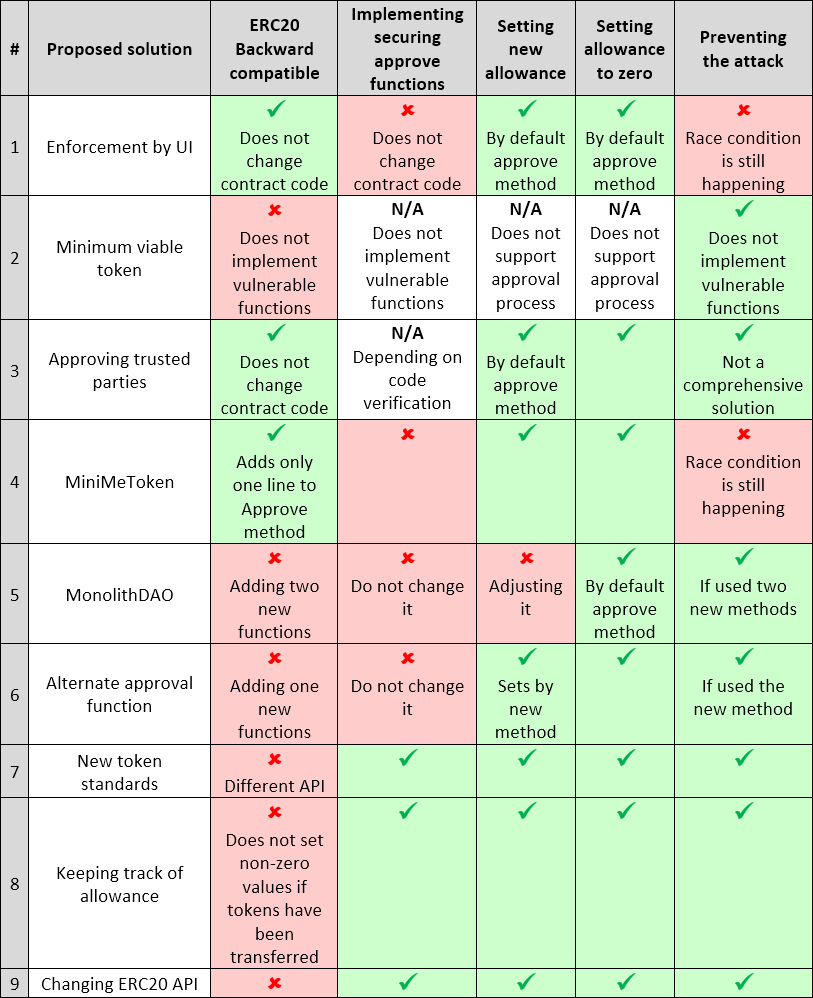 #
Proposed solution
ERC20
Backward
compatible
Implementing
securing
approve
functions
Setting
new
allowance
Setting
allowance
to zero
Preventing
the attack
1
Enforcement by UI
✓
Does not
change
contract code
✗
Does not
change
contract code
✓
By default
approve
method
✓
By default
approve
method
✗
Race condition
is still
happening
2
Minimum viable
token
✗
Does not
implement
vulnerable
functions
N/A
Does not
implement
vulnerable
functions
N/A
Does not
support
approval
process
N/A
Does not
support
approval
process
✓
Does not
implement
vulnerable
functions
3
Approving trusted
parties
✓
Does not
change
contract code
N/A
Depending on
code
verification
✓
By default
approve
method
✓
✓
Not a
comprehensive
solution
4
MiniMeToken
✓
Adds only
one line to
Approve
method
✗
✓
✓
✗
Race condition
is still
happening
5
MonolithDAO
✗
Adding two
new
functions
✗
Do not change
it
✗
Adjusting
it
✓
By default
approve
method
✓
If used two
new methods
6
Alternate approval
function
✗
Adding one
new
functions
✗
Do not change
it
✓
Sets by
new
method
✓
✓
If used the
new method
7
New token
standards
✗
Different API
✓
✓
✓
✓
8
Keeping track of
allowance
✗
Does not set
non-zero
values if
tokens have
been
transferred
✓
✓
✓
✓
9
Changing ERC20 API
✗
✓
✓
✓
✓